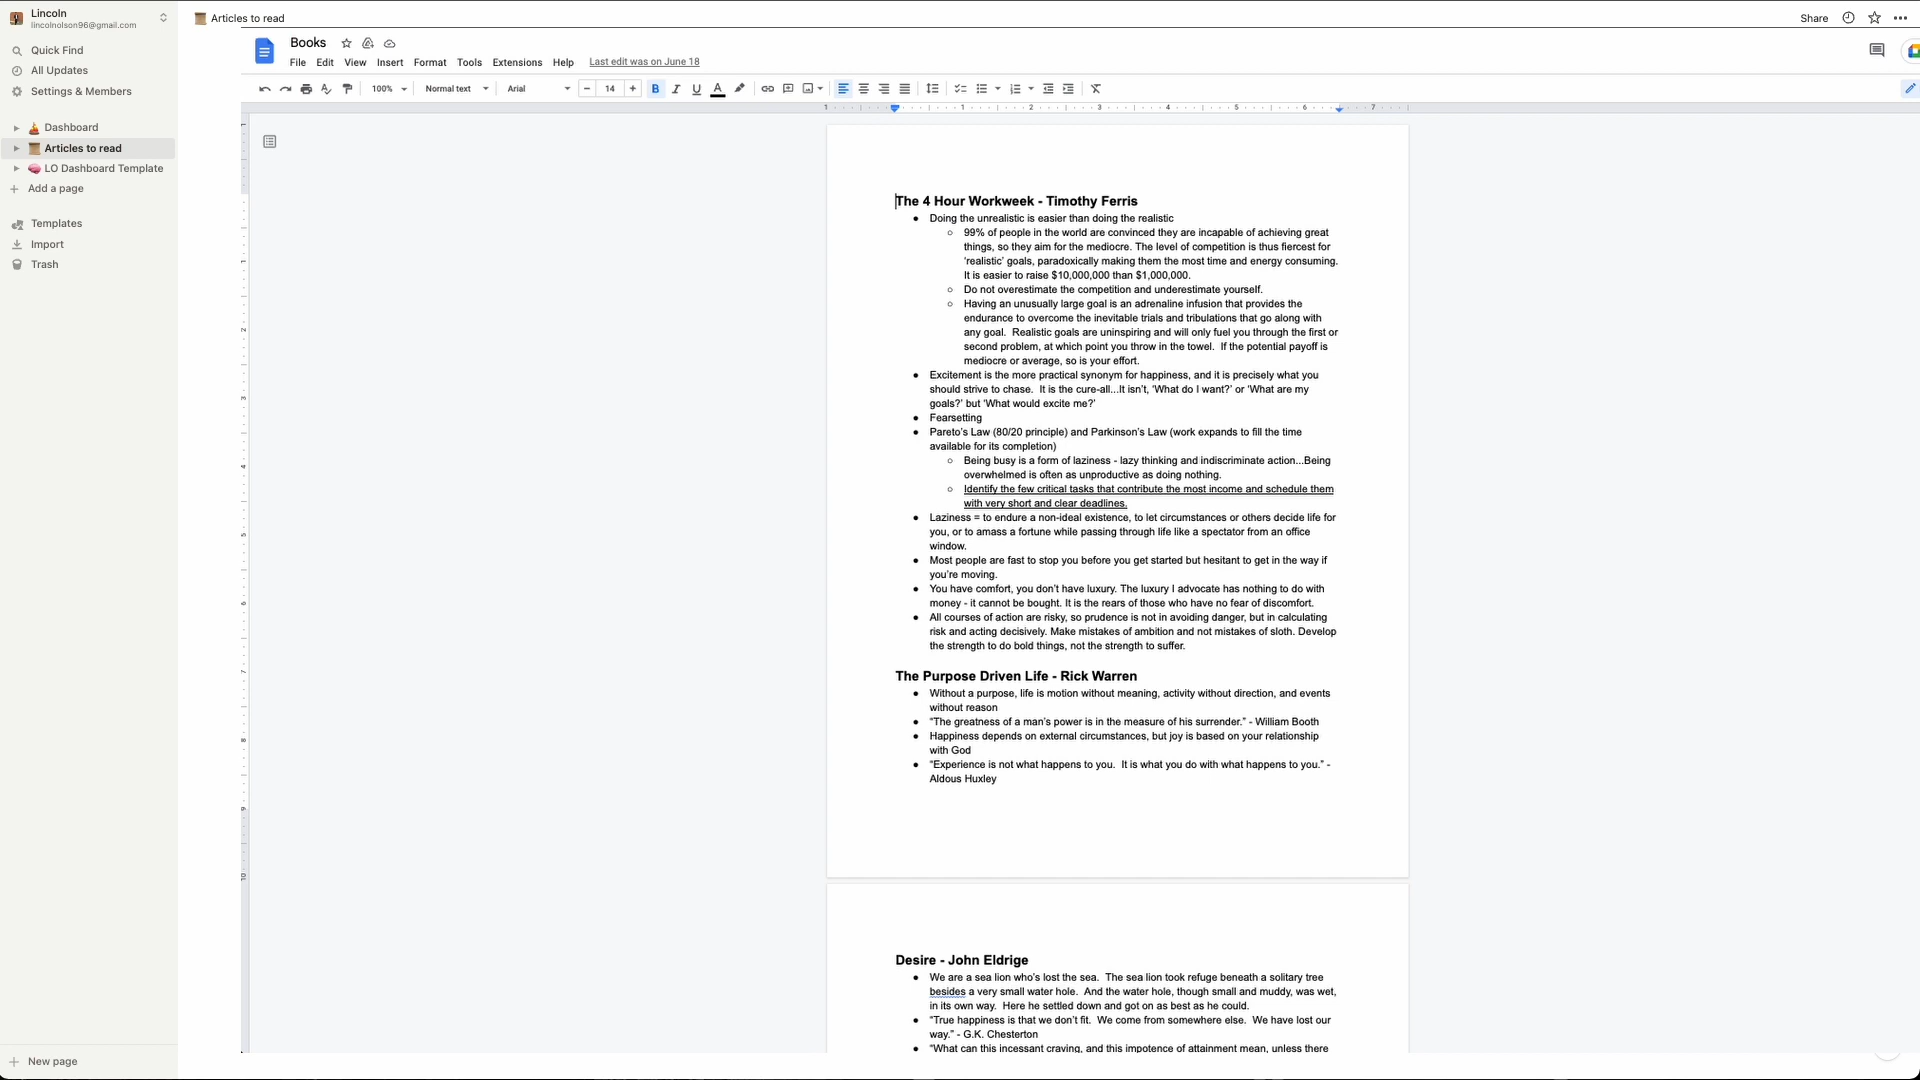 Lincoln
lincolnolson96@gmail.com
Quick Find
All Updates
Settings & Members
Dashboard
Articles to read
LO Dashboard Template
Add a page
Templates
Import
Trash
New page
Articles to read
Share
Books
File Edit View Insert Format Tools Extensions Help Last edit was on June 18
100% Normal text Arial 14 B I U A
1 1 2 3 4 5 6 7
The 4 Hour Workweek - Timothy Ferris
Doing the unrealistic is easier than doing the realistic
99% of people in the world are convinced they are incapable of achieving great
things, so they aim for the mediocre. The level of competition is thus fiercest for
‘realistic’ goals, paradoxically making them the most time and energy consuming.
It is easier to raise $10,000,000 than $1,000,000.
Do not overestimate the competition and underestimate yourself.
Having an unusually large goal is an adrenaline infusion that provides the
endurance to overcome the inevitable trials and tribulations that go along with
any goal.  Realistic goals are uninspiring and will only fuel you through the first or
second problem, at which point you throw in the towel.  If the potential payoff is
mediocre or average, so is your effort.
Excitement is the more practical synonym for happiness, and it is precisely what you
should strive to chase.  It is the cure-all...It isn’t, ‘What do I want?’ or ‘What are my
goals?’ but ‘What would excite me?’
Fearsetting
Pareto’s Law (80/20 principle) and Parkinson’s Law (work expands to fill the time
available for its completion)
Being busy is a form of laziness - lazy thinking and indiscriminate action...Being
overwhelmed is often as unproductive as doing nothing.
Identify the few critical tasks that contribute the most income and schedule them
with very short and clear deadlines.
Laziness = to endure a non-ideal existence, to let circumstances or others decide life for
you, or to amass a fortune while passing through life like a spectator from an office
window.
Most people are fast to stop you before you get started but hesitant to get in the way if
you’re moving.
You have comfort, you don’t have luxury. The luxury I advocate has nothing to do with
money - it cannot be bought. It is the rears of those who have no fear of discomfort.
All courses of action are risky, so prudence is not in avoiding danger, but in calculating
risk and acting decisively. Make mistakes of ambition and not mistakes of sloth. Develop
the strength to do bold things, not the strength to suffer.
The Purpose Driven Life - Rick Warren
Without a purpose, life is motion without meaning, activity without direction, and events
without reason
“The greatness of a man’s power is in the measure of his surrender.” - William Booth
Happiness depends on external circumstances, but joy is based on your relationship
with God
“Experience is not what happens to you.  It is what you do with what happens to you.” -
Aldous Huxley
Desire - John Eldrige
We are a sea lion who’s lost the sea.  The sea lion took refuge beneath a solitary tree
besides a very small water hole.  And the water hole, though small and muddy, was wet,
in its own way.  Here he settled down and got on as best as he could.
“True happiness is that we don’t fit.  We come from somewhere else.  We have lost our
way.” - G.K. Chesterton
“What can this incessant craving, and this impotence of attainment mean, unless there